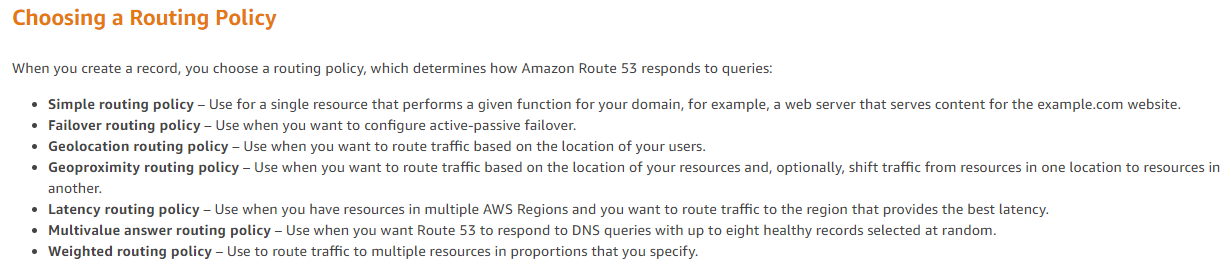 Choosing a Routing Policy
When you create a record, you choose a routing policy, which determines how Amazon Route 53 responds to queries:
• Simple routing policy – Use for a single resource that performs a given function for your domain, for example, a web server that serves content for the example.com website.
• Failover routing policy – Use when you want to configure active-passive failover.
• Geolocation routing policy – Use when you want to route traffic based on the location of your users.
• Geoproximity routing policy – Use when you want to route traffic based on the location of your resources and, optionally, shift traffic from resources in one location to resources in
another.
• Latency routing policy – Use when you have resources in multiple AWS Regions and you want to route traffic to the region that provides the best latency.
• Multivalue answer routing policy – Use when you want Route 53 to respond to DNS queries with up to eight healthy records selected at random.
• Weighted routing policy – Use to route traffic to multiple resources in proportions that you specify.